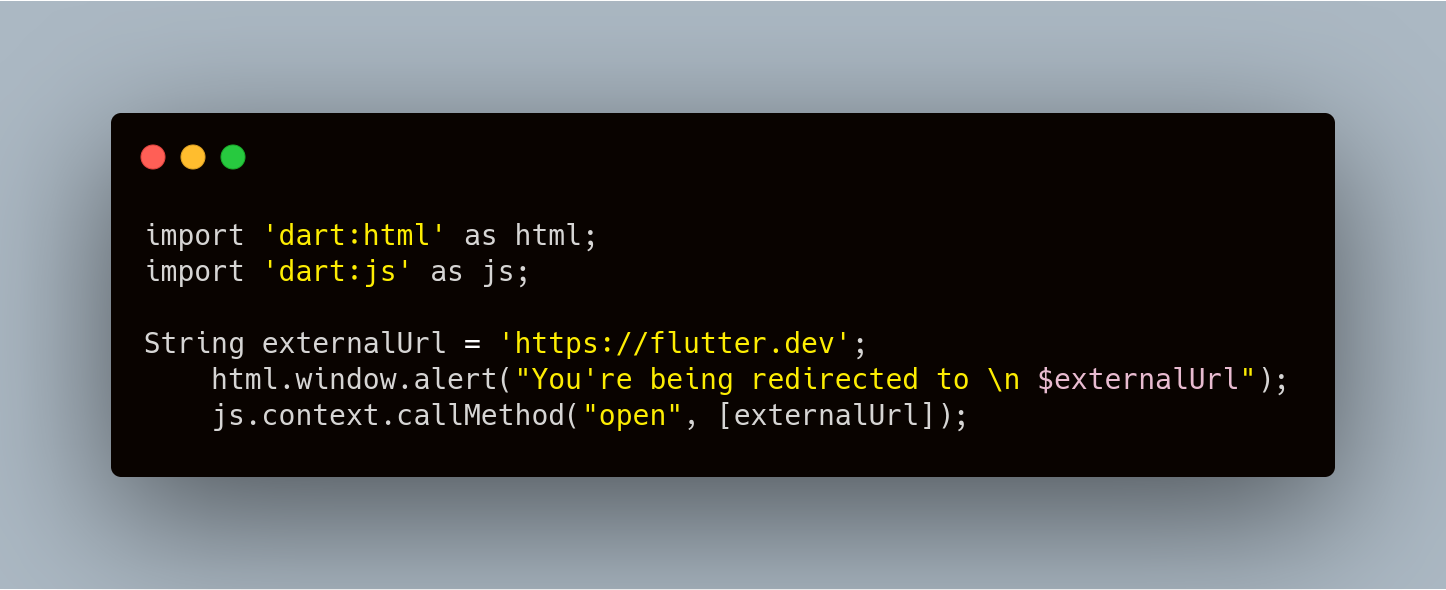 import 'dart:html' as html;
import 'dart:js' as js;

String externalUrl = 'https://flutter.dev';
    html.window.alert("You're being redirected to \n $externalUrl");
    js.context.callMethod("open", [externalUrl]);